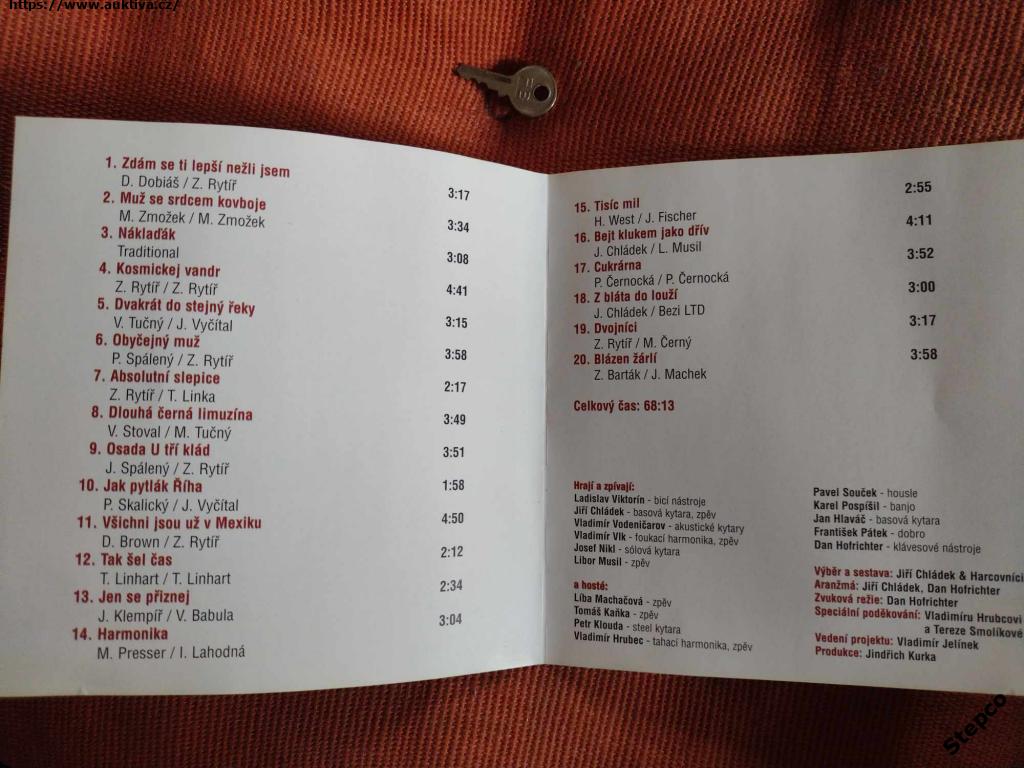 https://www.auktiva.cz/
1. Zdám se ti lepší nežli jsem
D. Dobiáš / Z. Rytíř 3:17
2. Muž se srdcem kovboje
M. Zmožek / M. Zmožek 3:34
3. Náklaďák
Traditional 3:08
4. Kosmickej vandr
Z. Rytíř / Z. Rytíř 4:41
5. Dvakrát do stejný řeky
V. Tučný / J. Vyčítal 3:15
6. Obyčejný muž
P. Spálený / Z. Rytíř 3:58
7. Absolutní slepice
Z. Rytíř / T. Linka 2:17
8. Dlouhá černá limuzína
V. Stoval / M. Tučný 3:49
9. Osada U tří klád
J. Spálený / Z. Rytíř 3:51
10. Jak pytlák Říha
P. Skalický / J. Vyčítal 1:58
11. Všichni jsou už v Mexiku
D. Brown / Z. Rytíř 4:50
12. Tak šel čas
T. Linhart / T. Linhart 2:12
13. Jen se přiznej
J. Klempíř / V. Babula 2:34
14. Harmonika
M. Presser / I. Lahodná 3:04
15. Tisíc mil
H. West / J. Fischer 2:55
16. Bejt klukem jako dřív
J. Chládek / L. Musil 4:11
17. Cukrárna
P. Černocká / P. Černocká 3:52
18. Z bláta do louží
J. Chládek / Bezi LTD 3:00
19. Dvojníci
Z. Rytíř / M. Černý 3:17
20. Blázen žárlí
Z. Barták / J. Machek 3:58
Celkový čas: 68:13
Hrají a zpívají:
Ladislav Viktorín - bicí nástroje
Jiří Chládek - basová kytara, zpěv
Vladimír Vodeničarov - akustické kytary
Vladimír Vlk - foukací harmonika, zpěv
Josef Nikl - sólová kytara
Libor Musil - zpěv
a hosté:
Líba Machačová - zpěv
Tomáš Kaňka - zpěv
Petr Klouda - steel kytara
Vladimír Hrubec - tahací harmonika, zpěv
Pavel Souček - housle
Karel Pospíšil - banjo
Jan Hlaváč - basová kytara
František Pátek - dobro
Dan Hofrichter - klávesové nástroje
Výběr a sestava: Jiří Chládek & Harcovníci
Aranžmá: Jiří Chládek, Dan Hofrichter
Zvuková režie: Dan Hofrichter
Speciální poděkování: Vladimíru Hrubcovi
a Tereze Smolíkové
Vedení projektu: Vladimír Jelínek
Produkce: Jindřich Kurka
Stepco